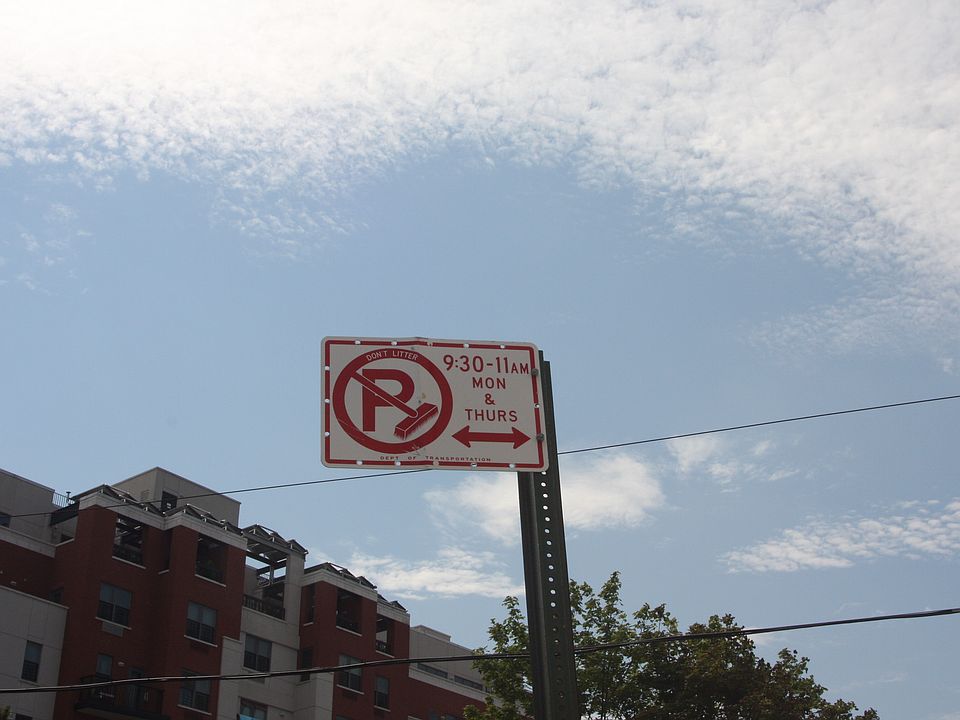 DON'T LITTER
P
9:30-11AM
MON
&
THURS
DEPT OF TRANSPORTATION